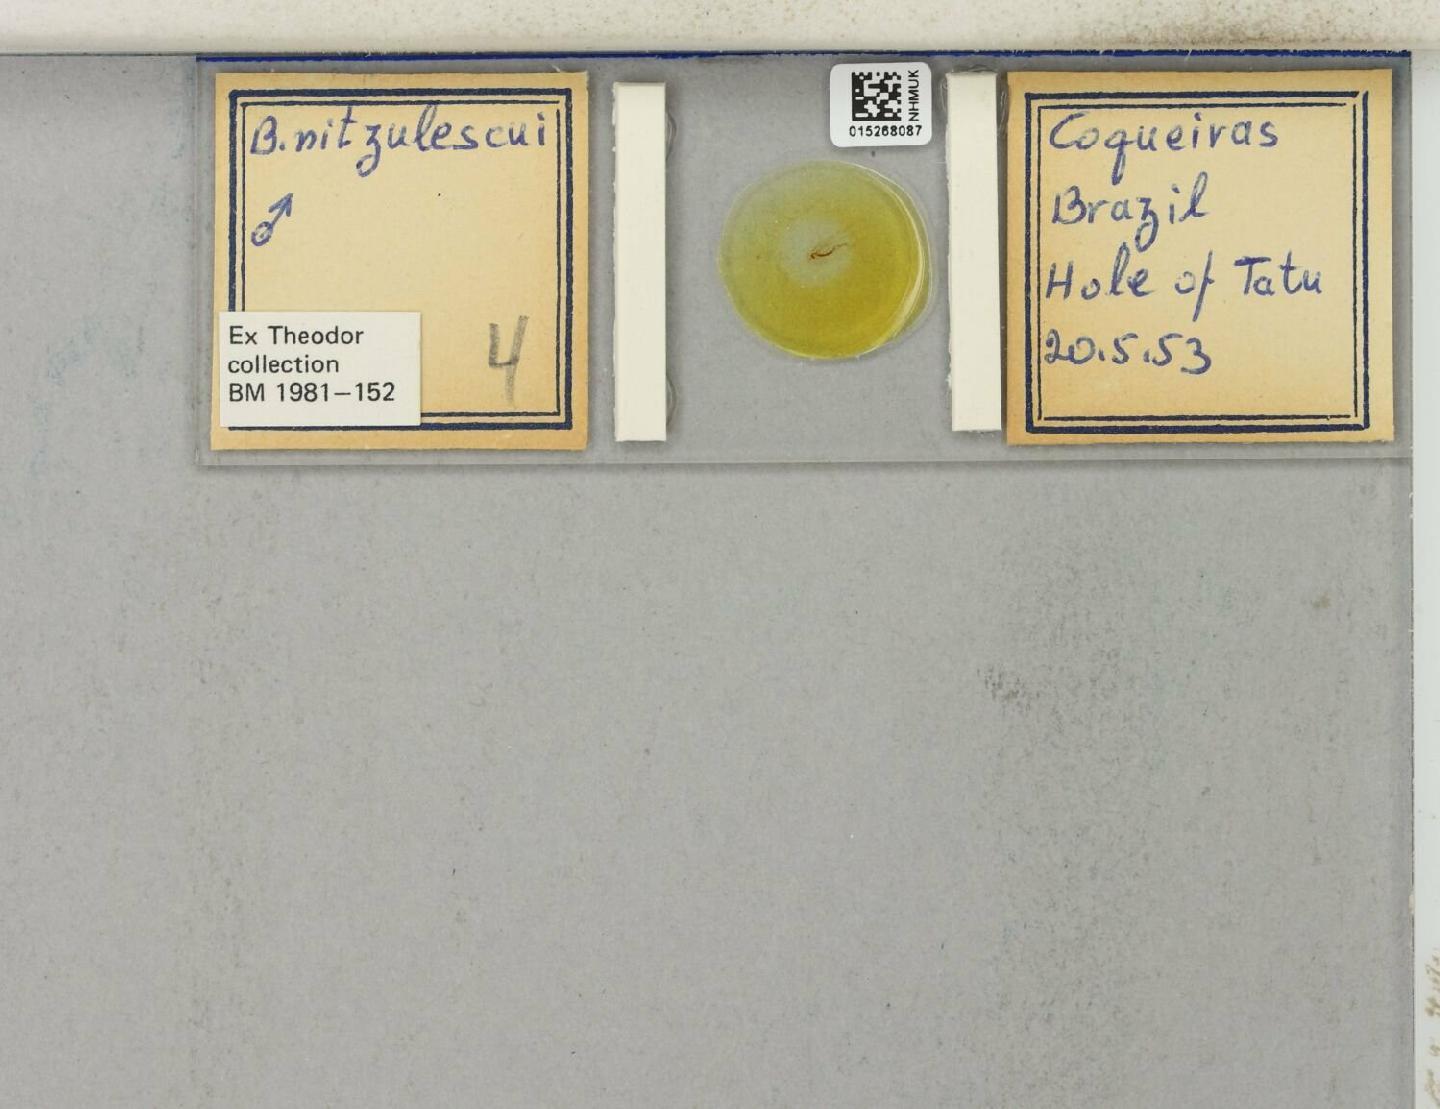 B. nitzulescui
♂
4
Ex Theodor
collection
BM 1981–152
NHMUK
015268087
Coqueiras
Brazil
Hole of Tatu
20.5.53